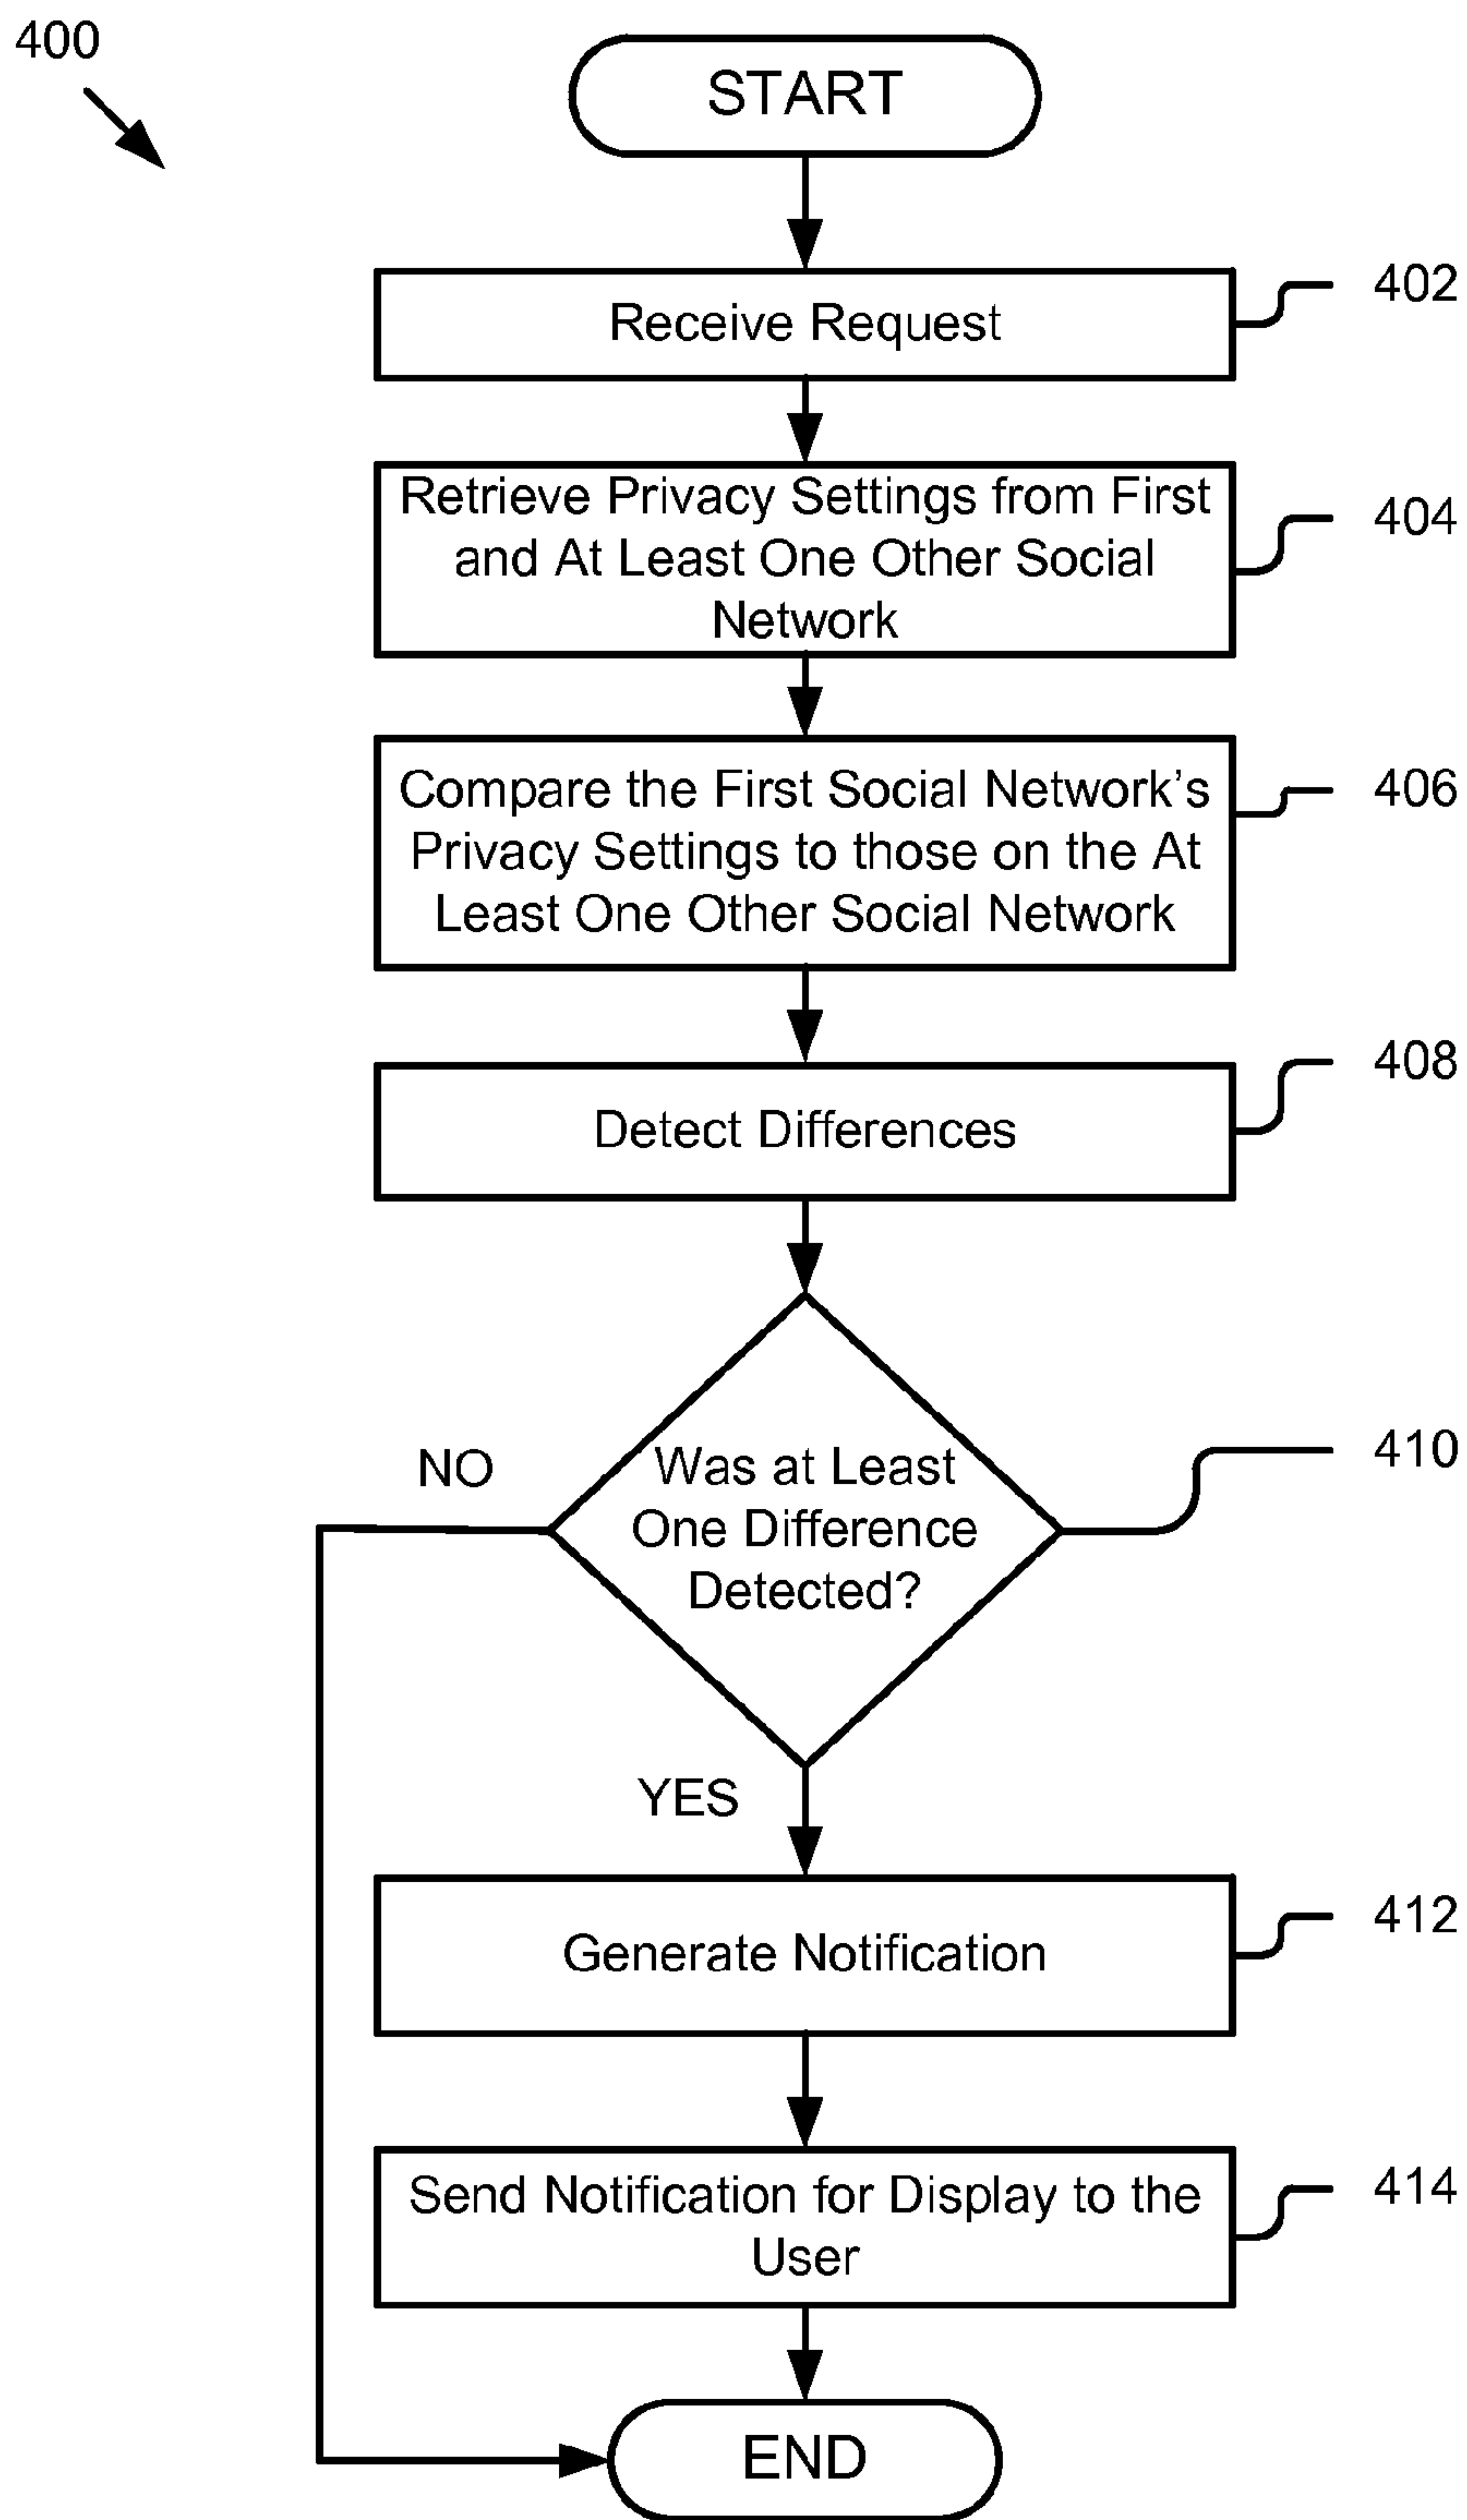 400
START
Receive Request
402
Retrieve Privacy Settings from First
and At Least One Other Social
Network
404
Compare the First Social Network’s
Privacy Settings to those on the At
Least One Other Social Network
406
Detect Differences
408
Was at Least
One Difference
Detected?
410
NO
YES
Generate Notification
412
Send Notification for Display to the
User
414
END